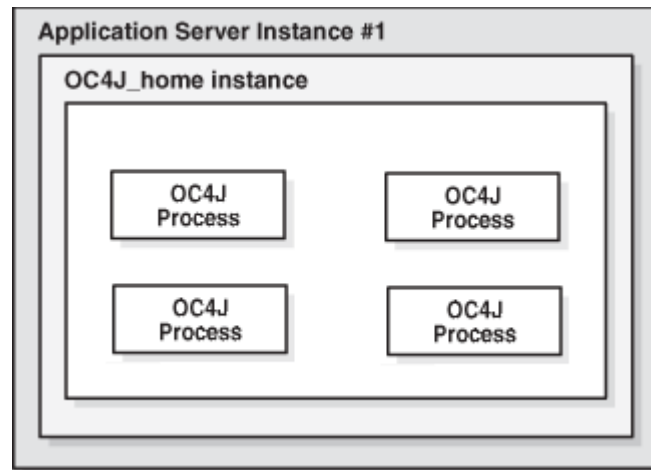 Application Server Instance #1
OC4J_home instance
OC4J
Process
OC4J
Process
OC4J
Process
OC4J
Process